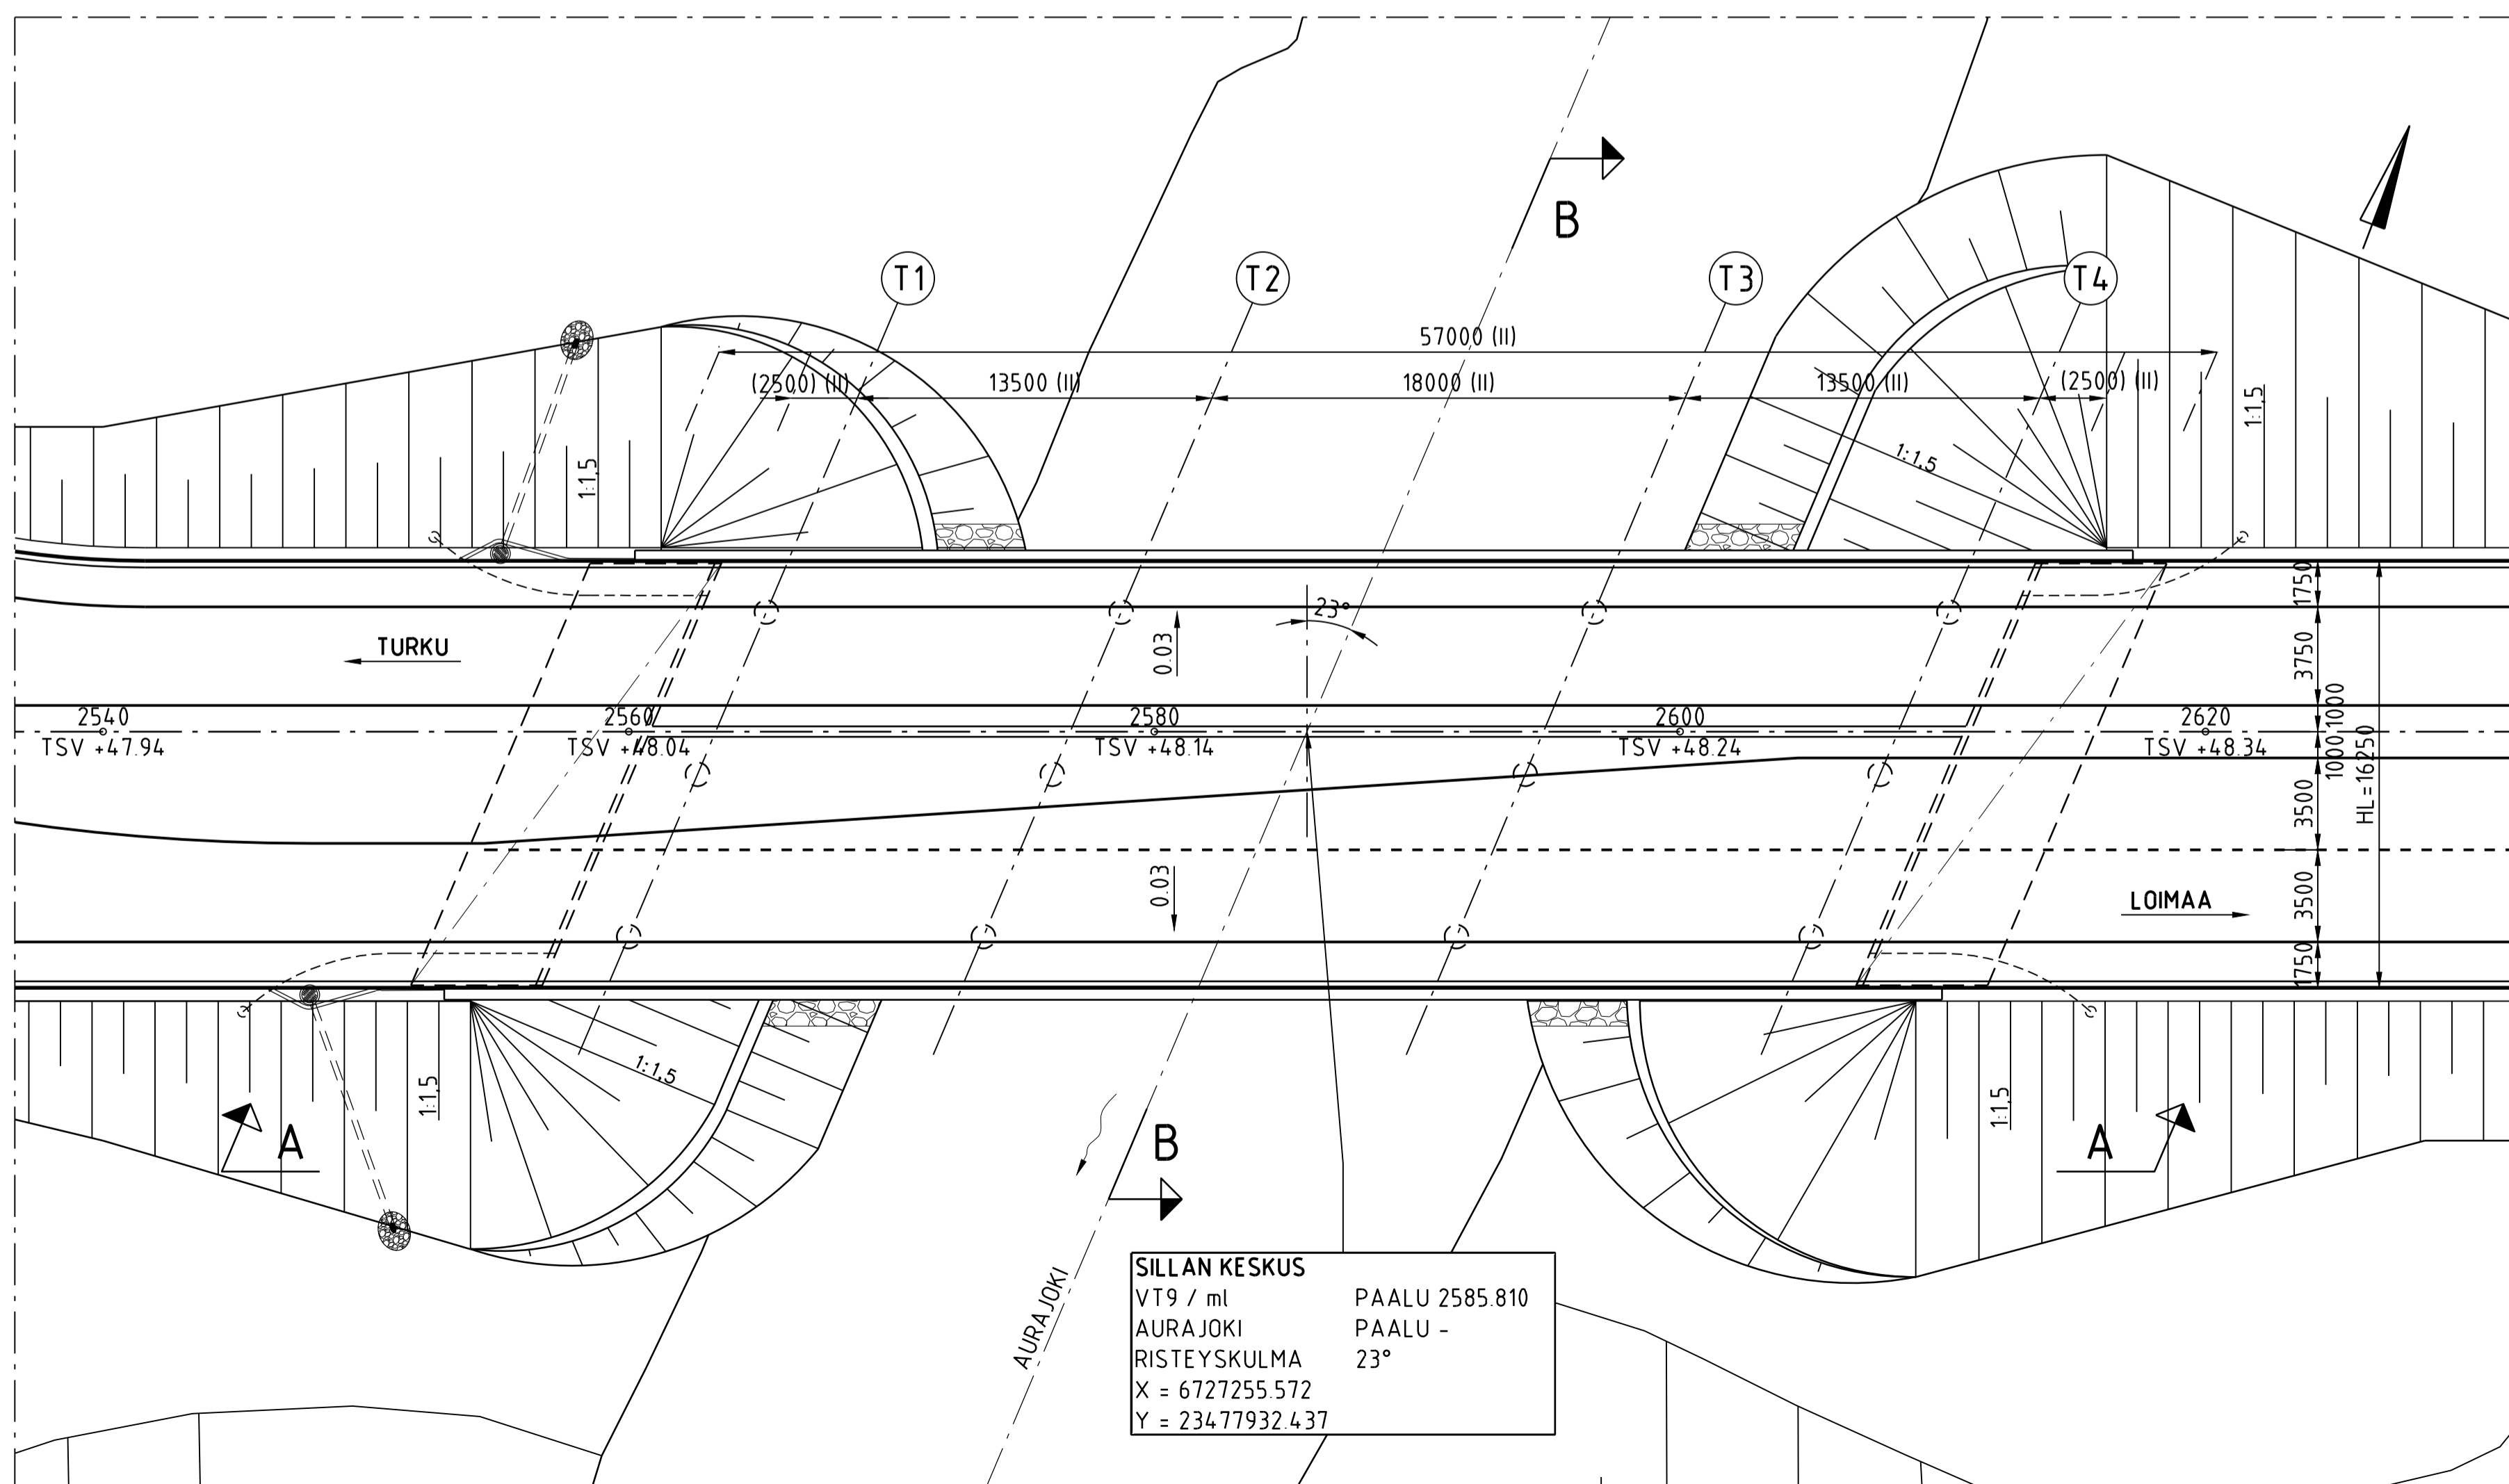 B
T1
T2
T3
T4
57000 (II)
(2500) (II)
13500 (II)
18000 (II)
13500 (II)
(2500) (II)
1:1,5
1:1,5
1:1,5
23°
TURKU
0.03
1750
3750
1000
1000
3500
3500
1750
HL=16250
2540
2560
2580
2600
2620
TSV +47.94
TSV +48.04
TSV +48.14
TSV +48.24
TSV +48.34
0.03
LOIMAA
1:1,5
1:1,5
1:1,5
A
B
A
AURAJOKI
SILLAN KESKUS
VT9 / ml PAALU 2585.810
AURAJOKI PAALU -
RISTEYSKULMA 23°
X = 6727255.572
Y = 23477932.437